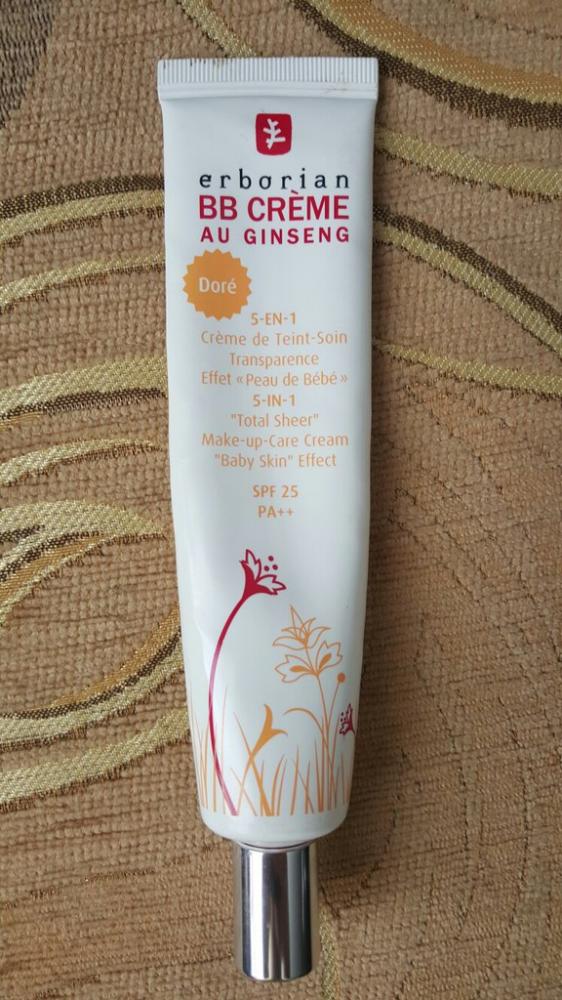 erborian
BB CRÈME
AU GINSENG
Doré
5-EN-1
Crème de Teint-Soin
Transparence
Effet « Peau de Bébé »
5-IN-1
"Total Sheer"
Make-up-Care Cream
"Baby Skin" Effect
SPF 25
PA++